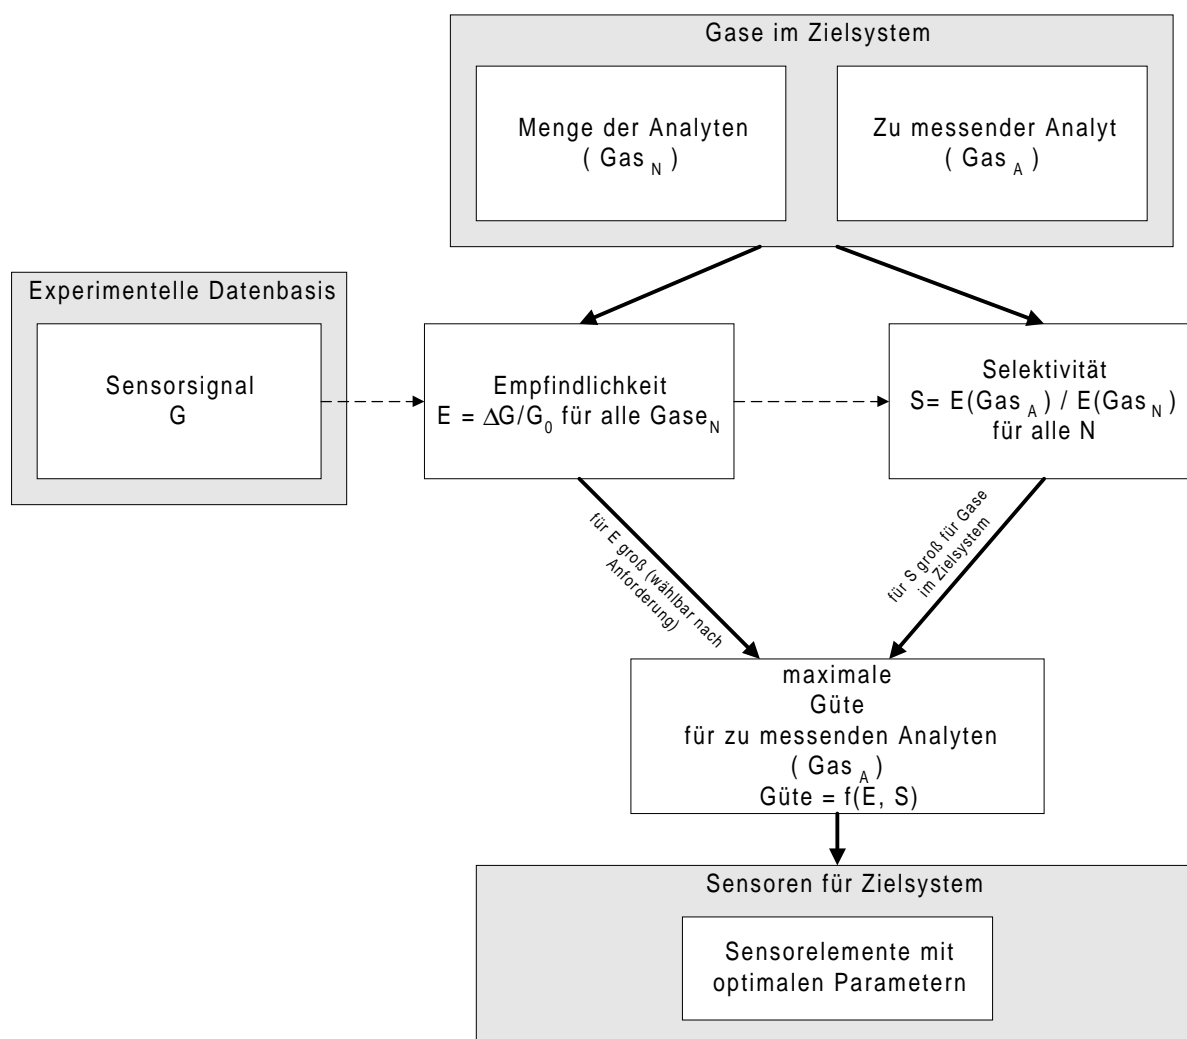 Gase im Zielsystem
Menge der Analyten
( Gas N )
Zu messender Analyt
( Gas A )
Experimentelle Datenbasis
Sensorsignal
G
Empfindlichkeit
E = ΔG/G0 für alle GaseN
Selektivität
S= E(Gas A ) / E(Gas N )
für alle N
für E groß (wählbar nach
Anforderung)
für S groß für Gase
im Zielsystem
maximale
Güte
für zu messenden Analyten
( Gas A )
Güte = f(E, S)
Sensoren für Zielsystem
Sensorelemente mit
optimalen Parametern